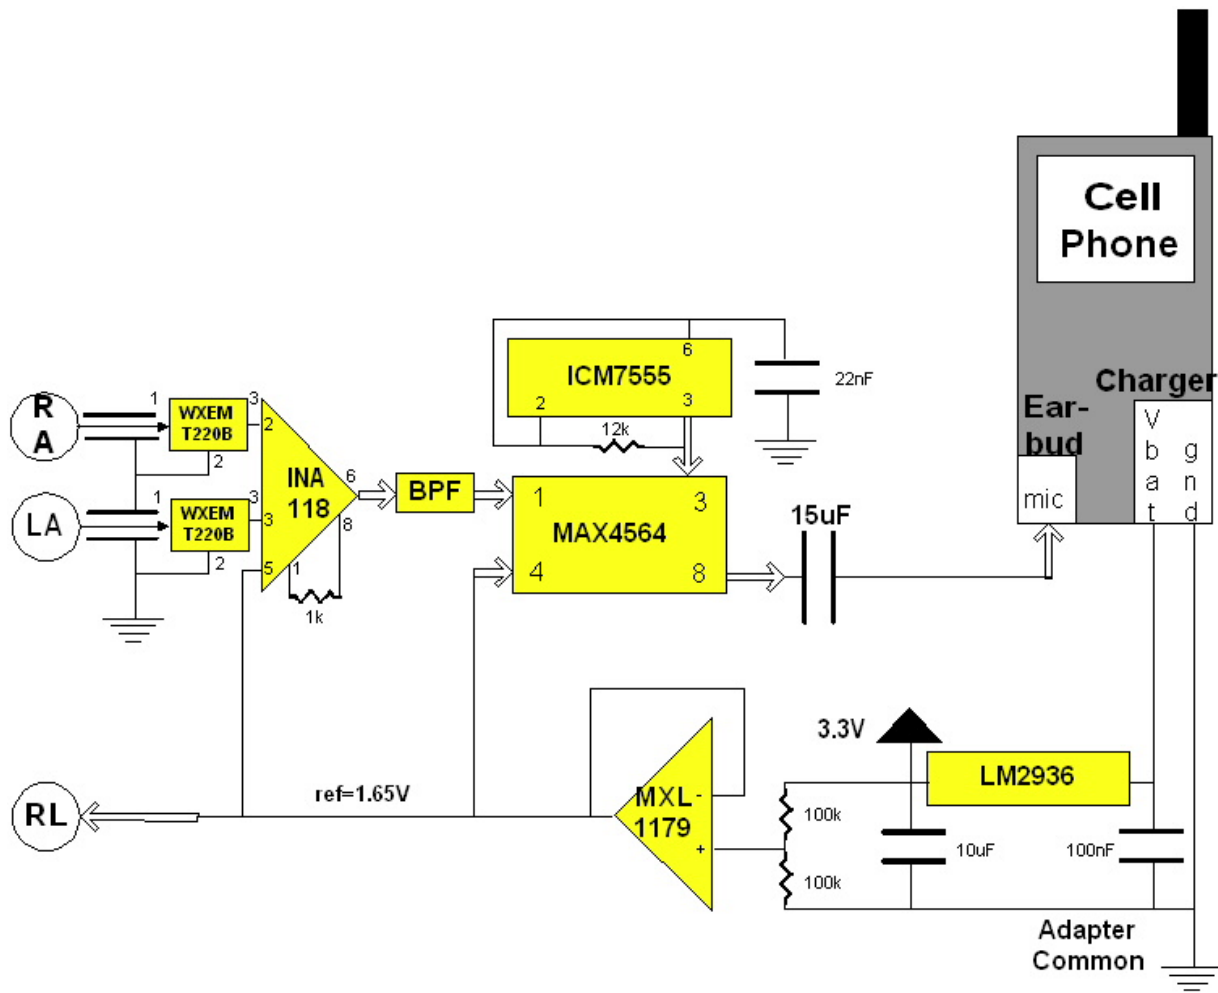 Cell
Phone
Charger
Ear-
bud
mic
V
b
a
t
g
n
d
ICM7555
6
2
3
22nF
12k
R
A
1
WXEM
T220B
3
2
2
LA
1
WXEM
T220B
3
3
2
INA
118
6
8
5
1
1k
BPF
1
3
MAX4564
4
8
15uF
RL
ref=1.65V
MXL
1179
-
+
3.3V
LM2936
100k
100k
10uF
100nF
Adapter
Common